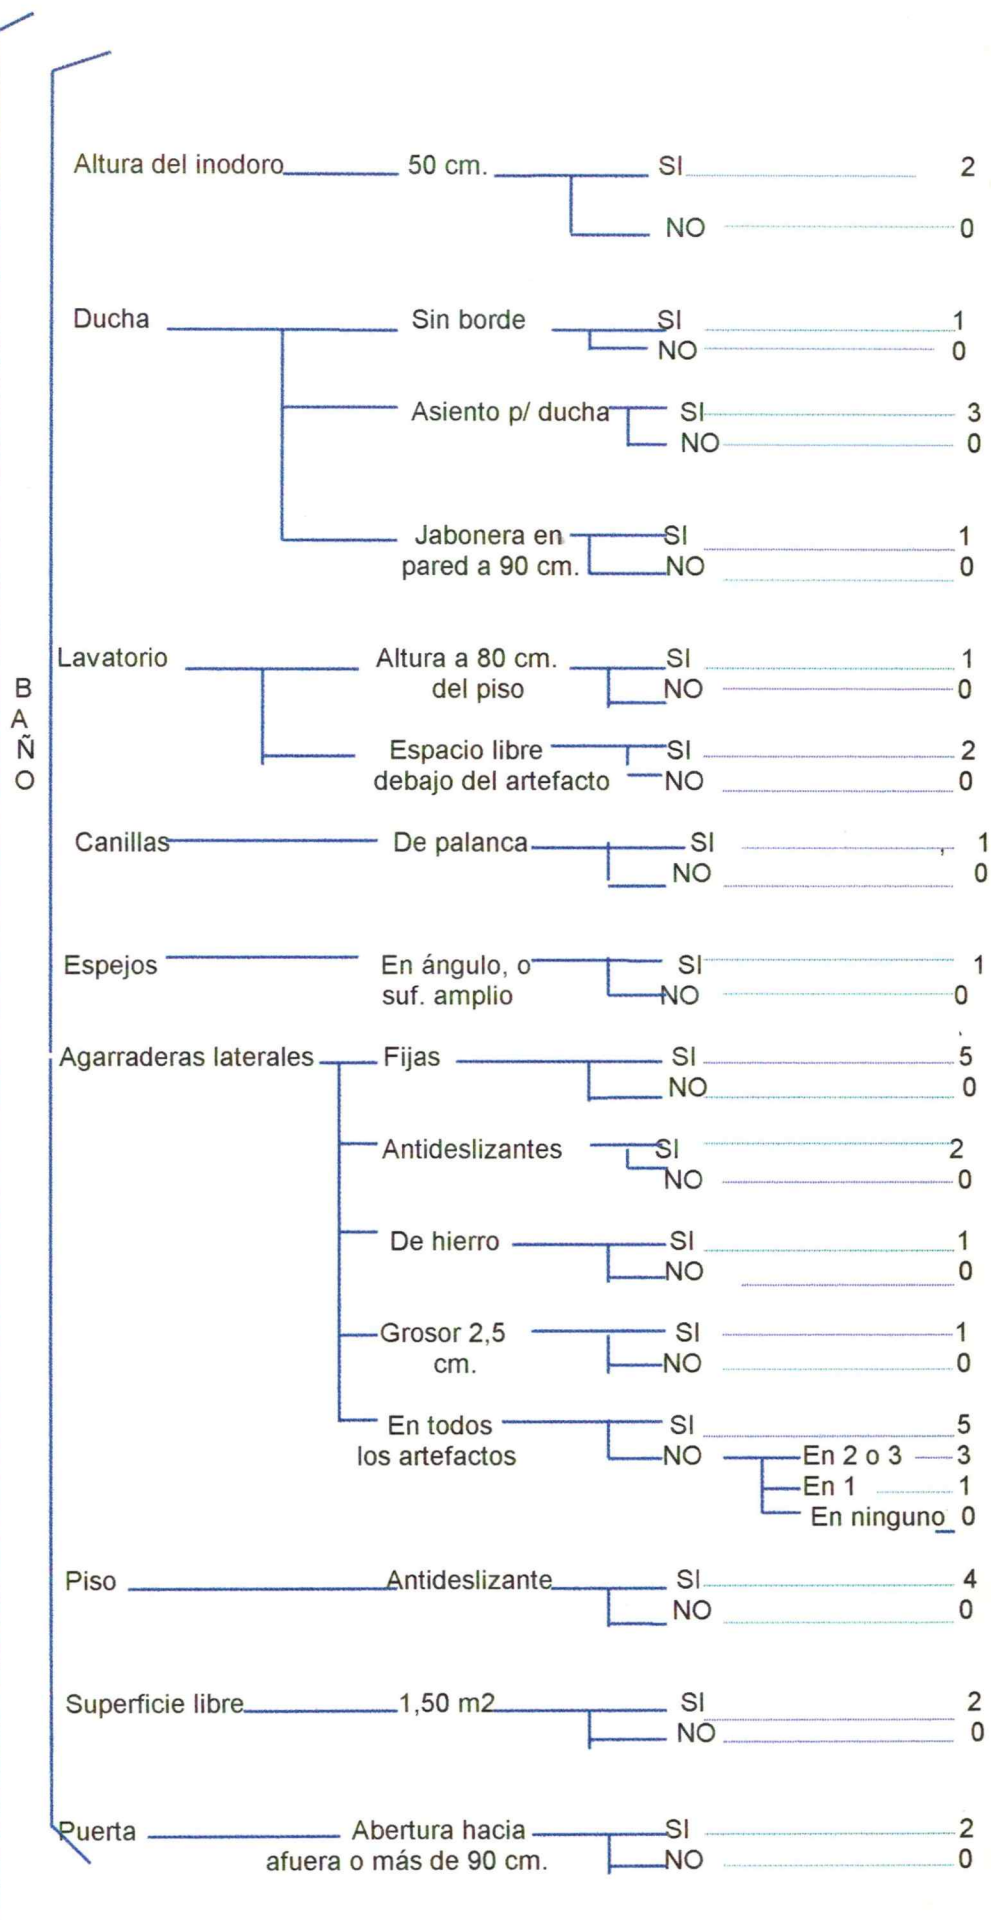 Altura del inodoro 50 cm. SI 2
NO 0
Ducha Sin borde SI 1
NO 0
Asiento p/ ducha SI 3
NO 0
Jabonera en SI 1
pared a 90 cm. NO 0
Lavatorio Altura a 80 cm. SI 1
del piso NO 0
B
A
Ñ
O
Espacio libre SI 2
debajo del artefacto NO 0
Canillas De palanca SI 1
NO 0
Espejos En ángulo, o SI 1
suf. amplio NO 0
Agarraderas laterales Fijas SI 5
NO 0
Antideslizantes SI 2
NO 0
De hierro SI 1
NO 0
Grosor 2,5 SI 1
cm. NO 0
En todos SI 5
los artefactos NO En 2 o 3 3
En 1 1
En ninguno 0
Piso Antideslizante SI 4
NO 0
Superficie libre 1,50 m2 SI 2
NO 0
Puerta Abertura hacia SI 2
afuera o más de 90 cm. NO 0